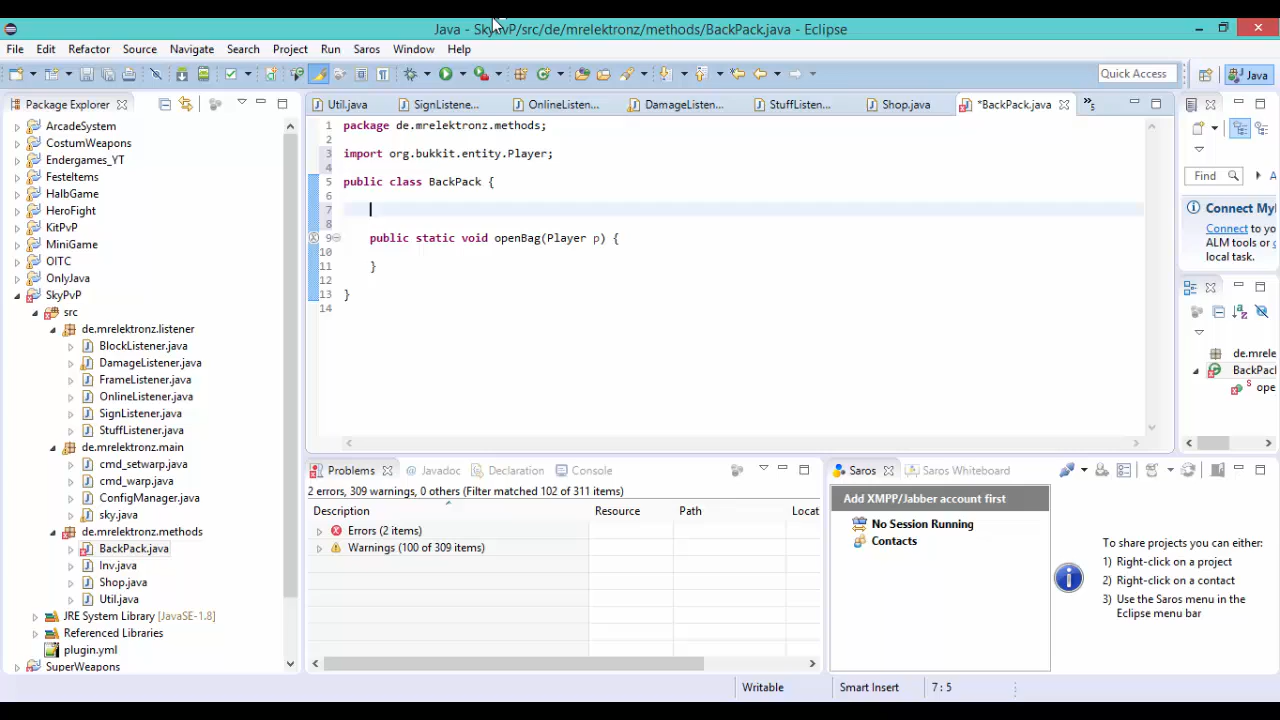 Java - SkyPvP/src/de/mrelektronz/methods/BackPack.java - Eclipse
File Edit Refactor Source Navigate Search Project Run Saros Window Help
Quick Access
Java
Package Explorer
ArcadeSystem
CostumWeapons
Endergames_YT
FesteItems
HalbGame
HeroFight
KitPvP
MiniGame
OITC
OnlyJava
SkyPvP
src
de.mrelektronz.listener
BlockListener.java
DamageListener.java
FrameListener.java
OnlineListener.java
SignListener.java
StuffListener.java
de.mrelektronz.main
cmd_setwarp.java
cmd_warp.java
ConfigManager.java
sky.java
de.mrelektronz.methods
BackPack.java
Inv.java
Shop.java
Util.java
JRE System Library [JavaSE-1.8]
Referenced Libraries
plugin.yml
SuperWeapons
Util.java SignListene... OnlineListen... DamageListen... StuffListen... Shop.java *BackPack.java »5
1 package de.mrelektronz.methods;
2
3 import org.bukkit.entity.Player;
4
5 public class BackPack {
6
7
8
9 public static void openBag(Player p) {
10
11 }
12
13 }
14
Problems Javadoc Declaration Console
2 errors, 309 warnings, 0 others (Filter matched 102 of 311 items)
Description Resource Path Locat
Errors (2 items)
Warnings (100 of 309 items)
Saros Saros Whiteboard
Add XMPP/Jabber account first
No Session Running
Contacts
To share projects you can either:
1) Right-click on a project
2) Right-click on a contact
3) Use the Saros menu in the
Eclipse menu bar
Find A
Connect My
Connect to yo
ALM tools or c
local task.
de.mrele
BackPacl
S ope
Writable Smart Insert 7 : 5